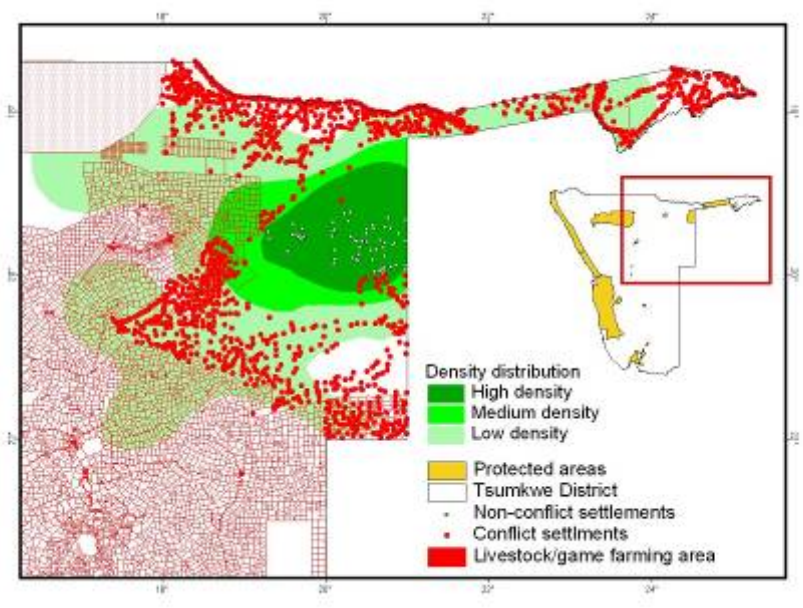 Density distribution
High density
Medium density
Low density
Protected areas
Tsumkwe District
Non-conflict settlements
Conflict settlments
Livestock/game farming area